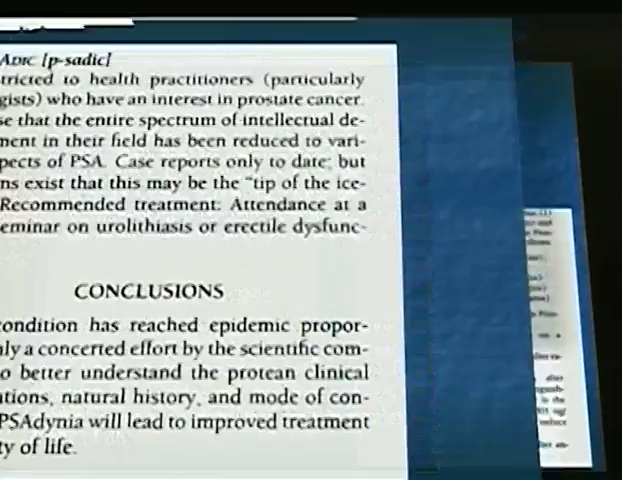 ADIC [p-sadic]
tricted to health practitioners (particularly
gists) who have an interest in prostate cancer.
se that the entire spectrum of intellectual de-
ment in their field has been reduced to vari-
pects of PSA. Case reports only to date; but
ns exist that this may be the "tip of the ice-
Recommended treatment: Attendance at a
eminar on urolithiasis or erectile dysfunc-
CONCLUSIONS
ondition has reached epidemic propor-
nly a concerted effort by the scientific com-
o better understand the protean clinical
ations, natural history, and mode of con-
PSAdynia will lead to improved treatment
ty of life.